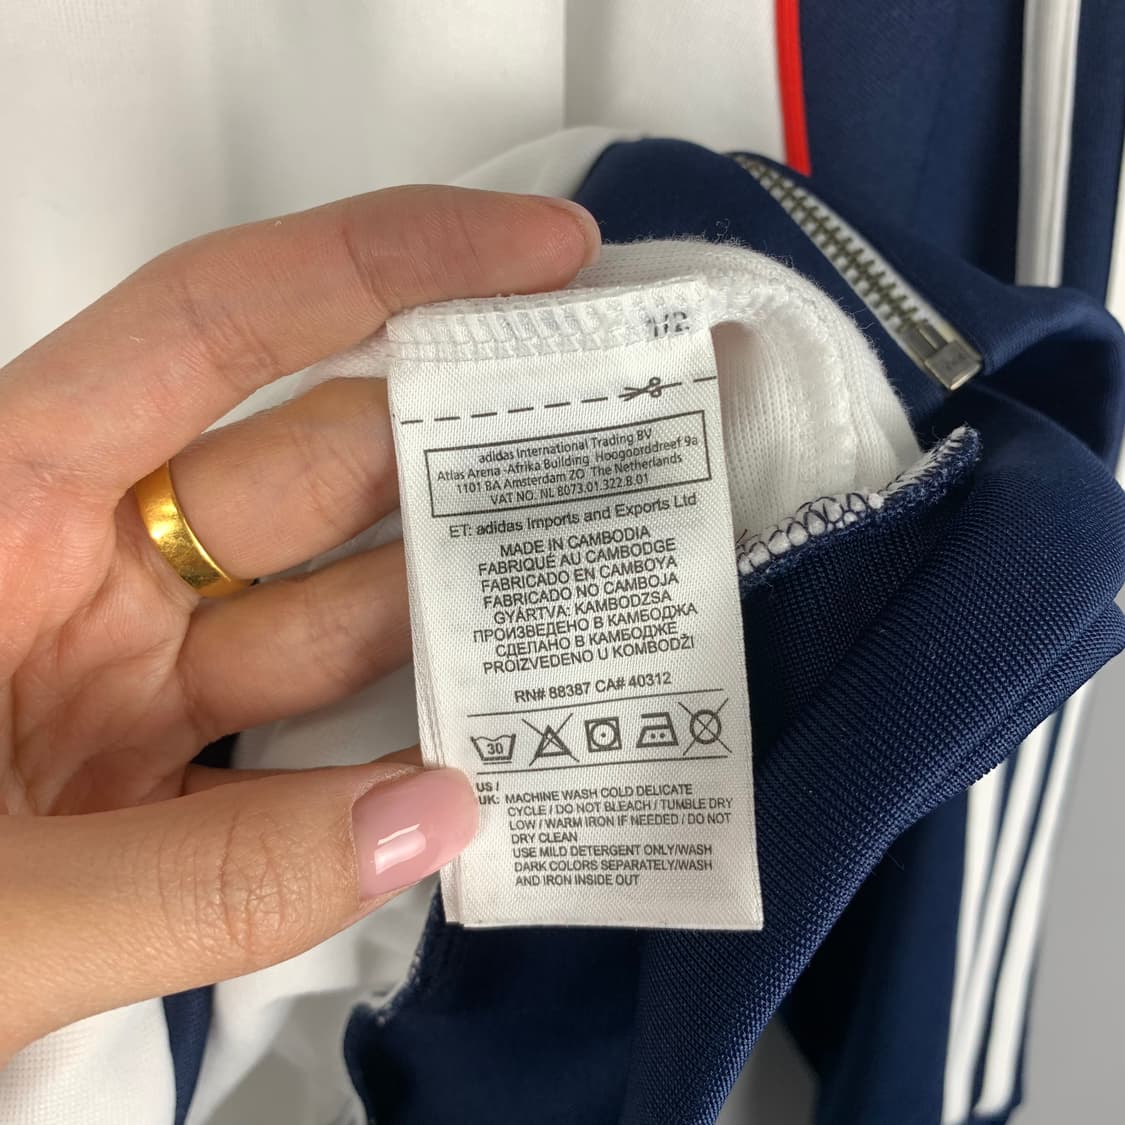 1/2
adidas International Trading BV
Atlas Arena -Afrika Building Hoogoorddreef 9a
1101 BA Amsterdam ZO The Netherlands
VAT NO. NL 8073.01.322.B.01
ET: adidas Imports and Exports Ltd
MADE IN CAMBODIA
FABRIQUÉ AU CAMBODGE
FABRICADO EN CAMBOYA
FABRICADO NO CAMBOJA
GYÁRTVA: KAMBODZSA
ПРОИЗВЕДЕНО В КАМБОДЖА
СДЕЛАНО В КАМБОДЖЕ
PROIZVEDENO U KOMBODŽI
RN# 88387 CA# 40312
30
US /
UK: MACHINE WASH COLD DELICATE
CYCLE / DO NOT BLEACH / TUMBLE DRY
LOW / WARM IRON IF NEEDED / DO NOT
DRY CLEAN
USE MILD DETERGENT ONLY/WASH
DARK COLORS SEPARATELY/WASH
AND IRON INSIDE OUT